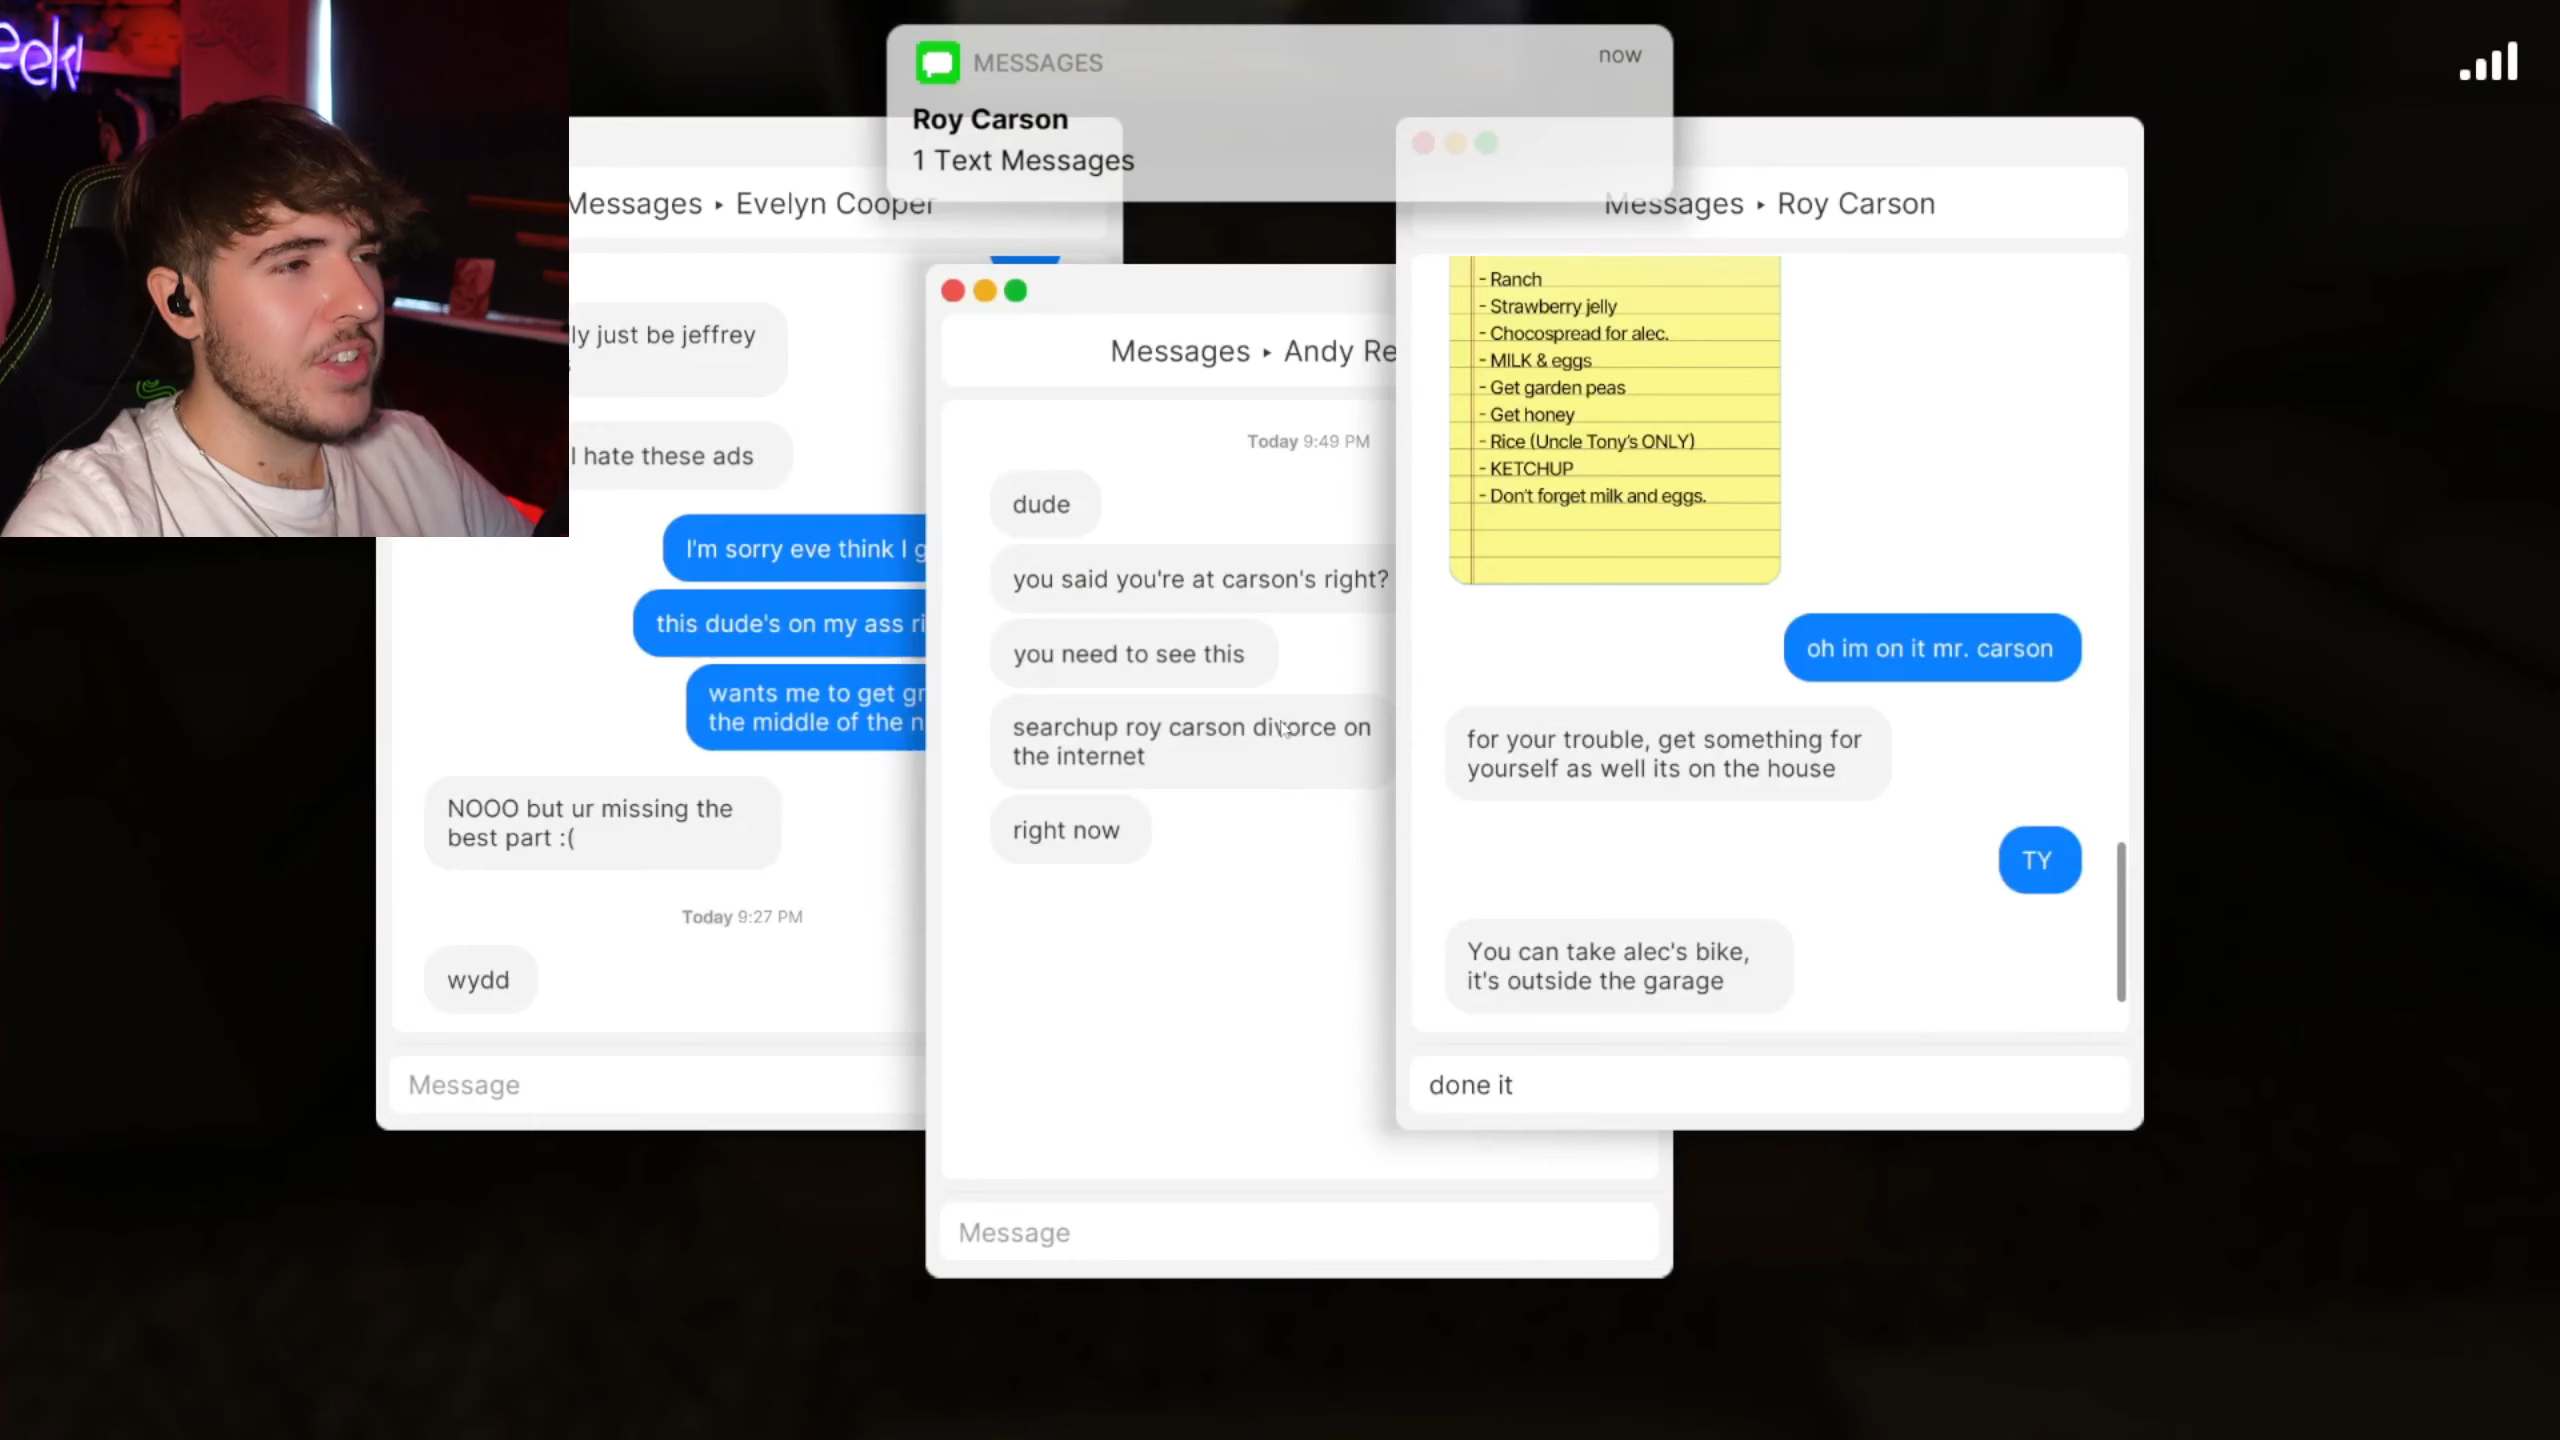 eek!
MESSAGES
now
Roy Carson
1 Text Messages
Messages ▸ Evelyn Cooper
ly just be jeffrey
I hate these ads
I'm sorry eve think I g
this dude's on my ass ri
wants me to get gr
the middle of the n
NOOO but ur missing the
best part :(
Today 9:27 PM
wydd
Message
Messages ▸ Andy Re
Today 9:49 PM
dude
you said you're at carson's right?
you need to see this
searchup roy carson divorce on
the internet
right now
Message
Messages ▸ Roy Carson
- Ranch
- Strawberry jelly
- Chocospread for alec.
- MILK & eggs
- Get garden peas
- Get honey
- Rice (Uncle Tony's ONLY)
- KETCHUP
- Don't forget milk and eggs.
oh im on it mr. carson
for your trouble, get something for
yourself as well its on the house
TY
You can take alec's bike,
it's outside the garage
done it